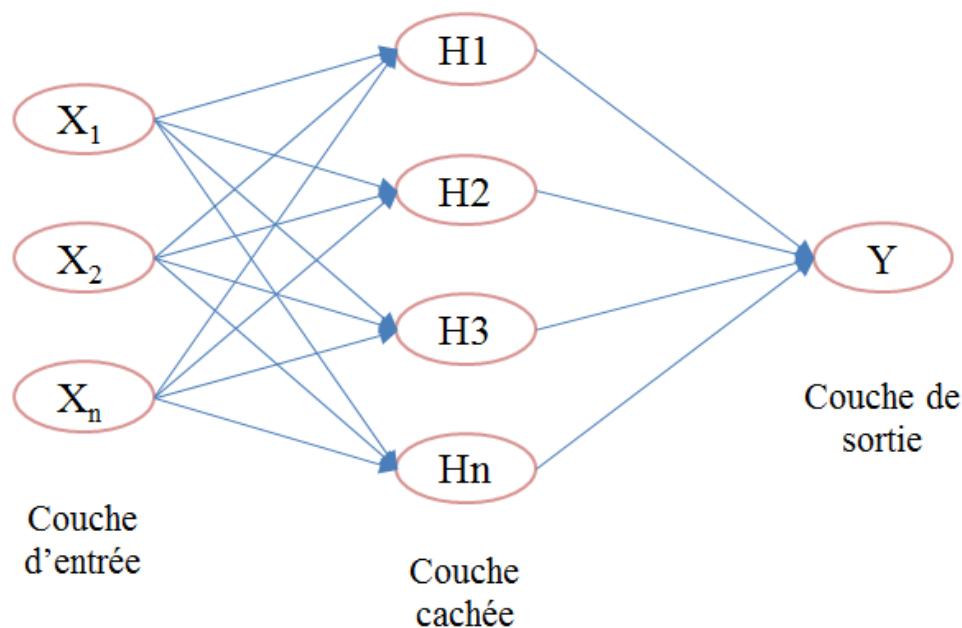 X₁
X₂
Xₙ
Couche
d’entrée
H1
H2
H3
Hn
Couche
cachée
Y
Couche de
sortie